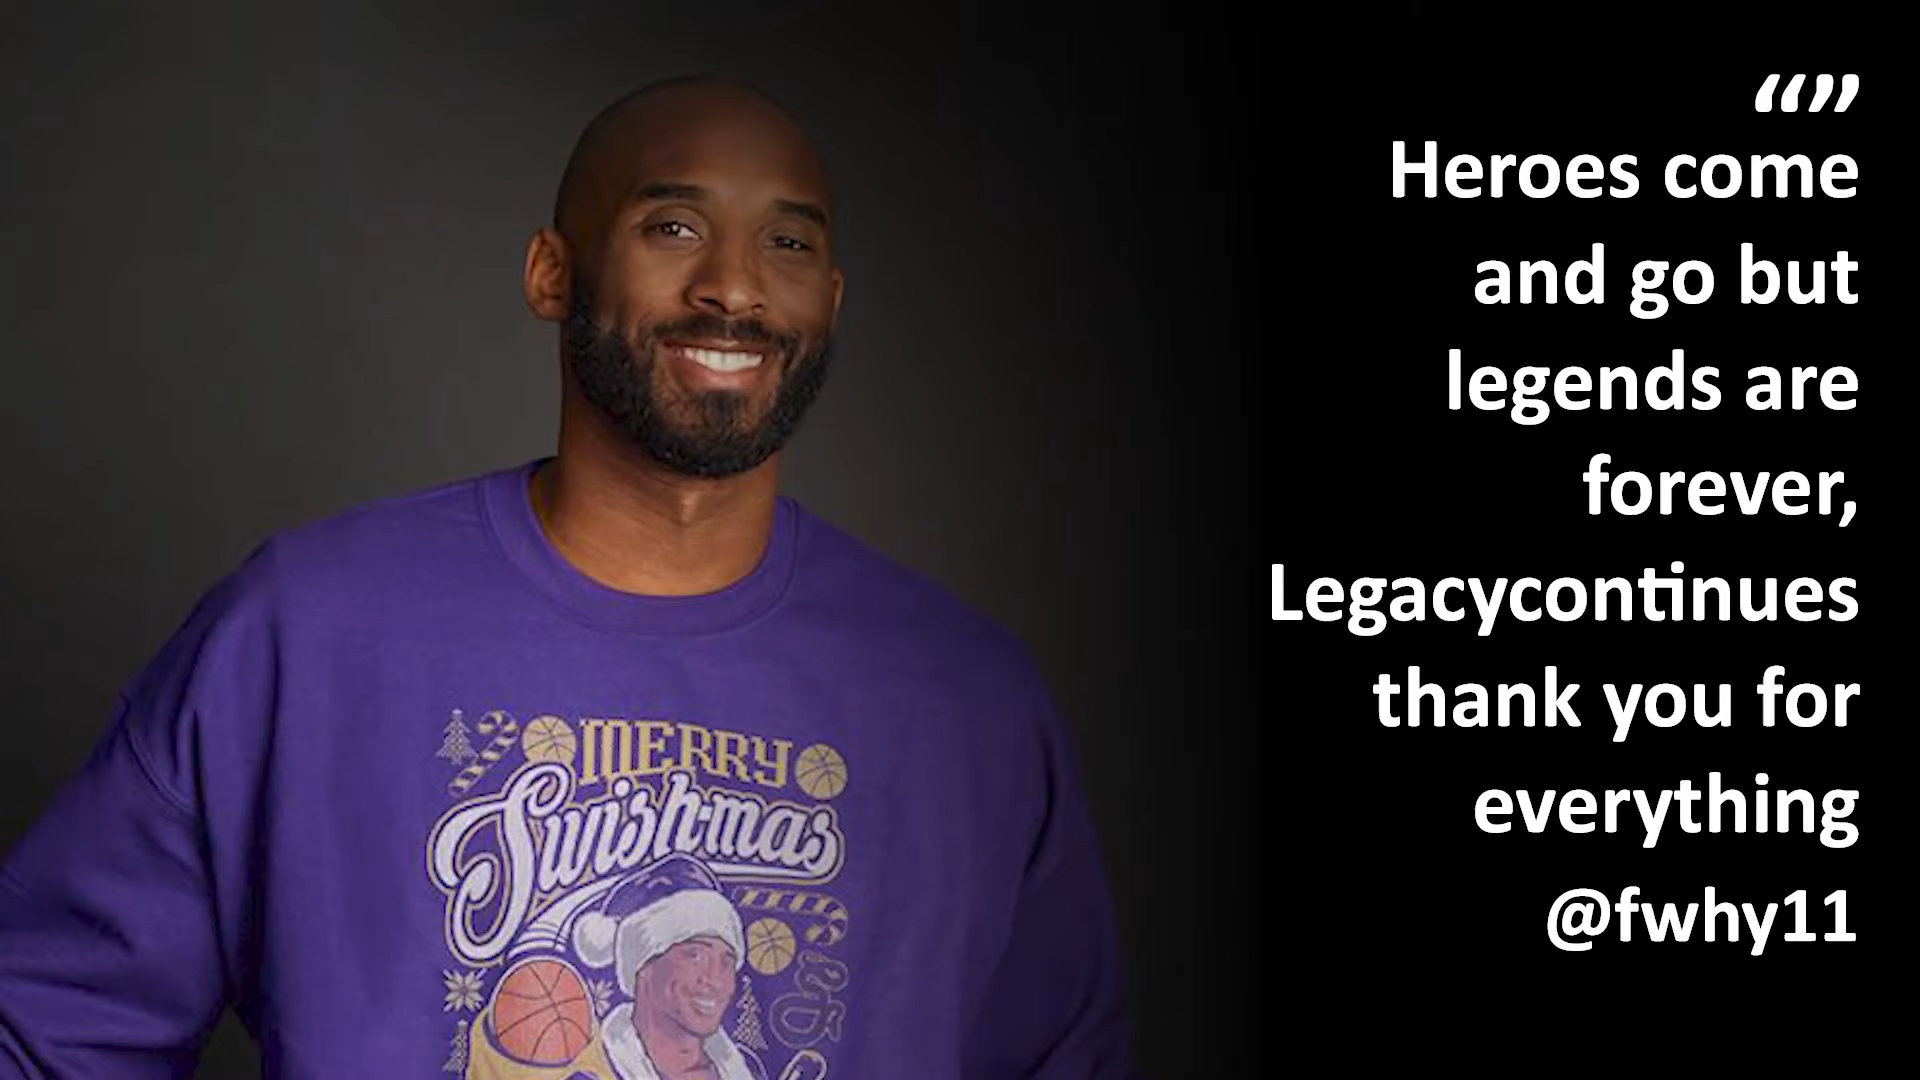 “”
Heroes come
and go but
legends are
forever,
Legacycontinues
thank you for
everything
@fwhy11
MERRY
Swish-mas